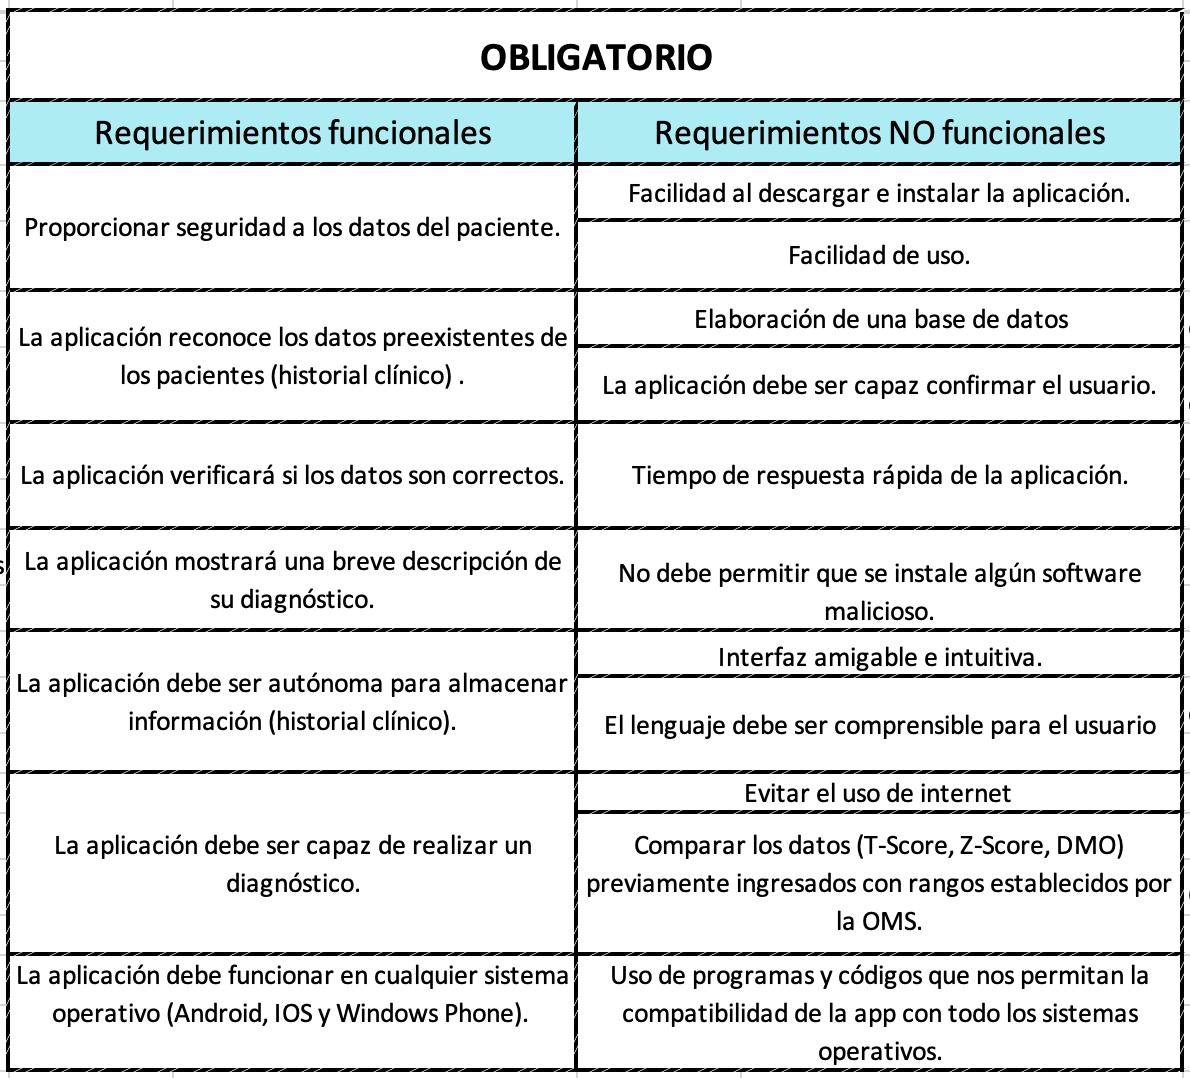 OBLIGATORIO
Requerimientos funcionales
Requerimientos NO funcionales
Proporcionar seguridad a los datos del paciente.
Facilidad al descargar e instalar la aplicación.
Facilidad de uso.
La aplicación reconoce los datos preexistentes de
los pacientes (historial clínico) .
Elaboración de una base de datos
La aplicación debe ser capaz confirmar el usuario.
La aplicación verificará si los datos son correctos.
Tiempo de respuesta rápida de la aplicación.
La aplicación mostrará una breve descripción de
su diagnóstico.
No debe permitir que se instale algún software
malicioso.
La aplicación debe ser autónoma para almacenar
información (historial clínico).
Interfaz amigable e intuitiva.
El lenguaje debe ser comprensible para el usuario
La aplicación debe ser capaz de realizar un
diagnóstico.
Evitar el uso de internet
Comparar los datos (T-Score, Z-Score, DMO)
previamente ingresados con rangos establecidos por
la OMS.
La aplicación debe funcionar en cualquier sistema
operativo (Android, IOS y Windows Phone).
Uso de programas y códigos que nos permitan la
compatibilidad de la app con todo los sistemas
operativos.